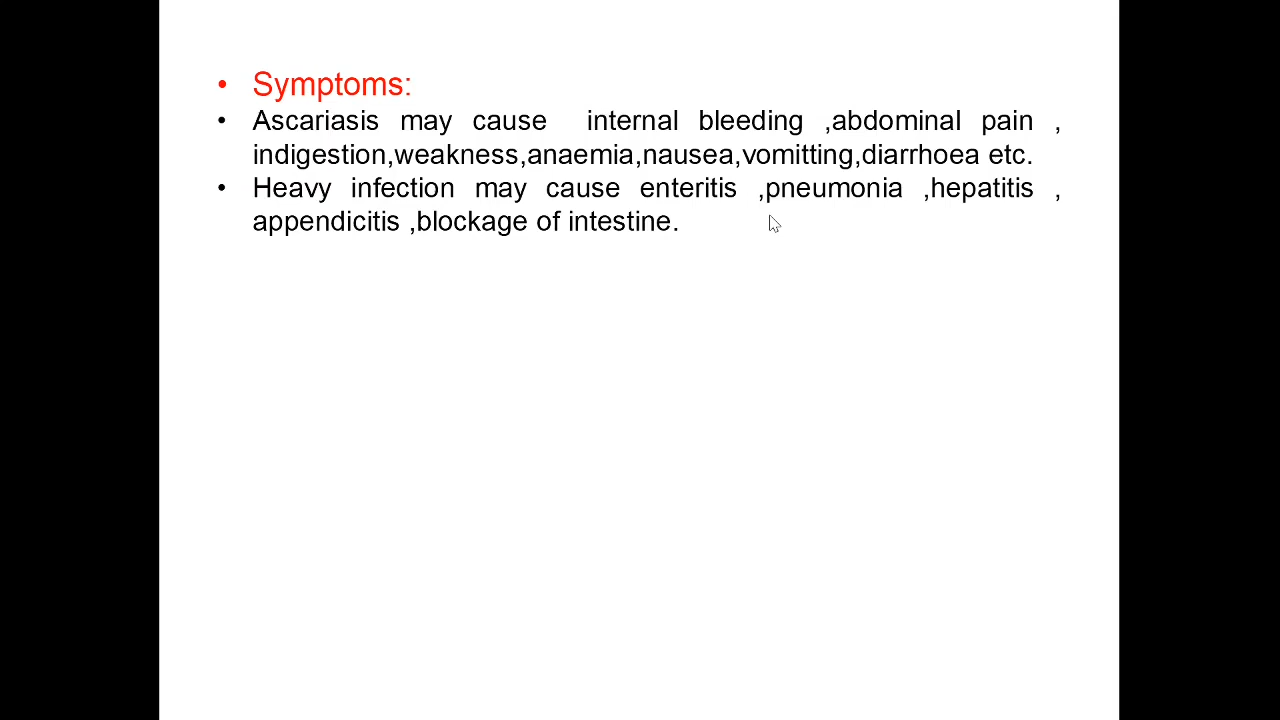 • Symptoms:
• Ascariasis may cause internal bleeding ,abdominal pain ,
indigestion,weakness,anaemia,nausea,vomitting,diarrhoea etc.
• Heavy infection may cause enteritis ,pneumonia ,hepatitis ,
appendicitis ,blockage of intestine.